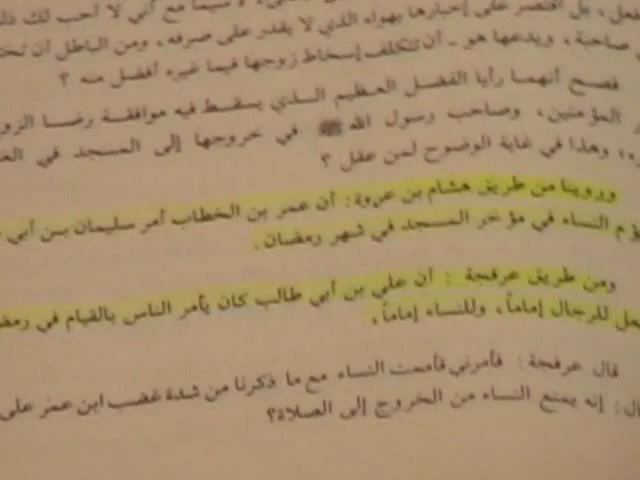 فعل، بل اقتصر على إخبارها بهواه الذي لا يقدر على صرفه، ومن الباطل أن تختار
صاحبة، ويدعها هو ـ أن تتكلف إسخاط زوجها فيما غيره أفضل منه ؟
فصح أنهما رأيا الفضل العظيم الذي يسقط فيه موافقة رضا الزوج
المؤمنين، وصاحب رسول الله ﷺ في خروجها إلى المسجد في
وهذا في غاية الوضوح لمن عقل ؟
وروينا من طريق هشام بن عروة: أن عمر بن الخطاب أمر سليمان بن أبي
يؤم النساء في مؤخر المسجد في شهر رمضان.
ومن طريق عرفجة : أن علي بن أبي طالب كان يأمر الناس بالقيام في
للرجال إماماً، وللنساء إماماً.
قال عرفجة : فأمرني فأممت النساء مع ما ذكرنا من شدة غضب ابن عمر على
قال: إنه يمنع النساء من الخروج إلى الصلاة؟